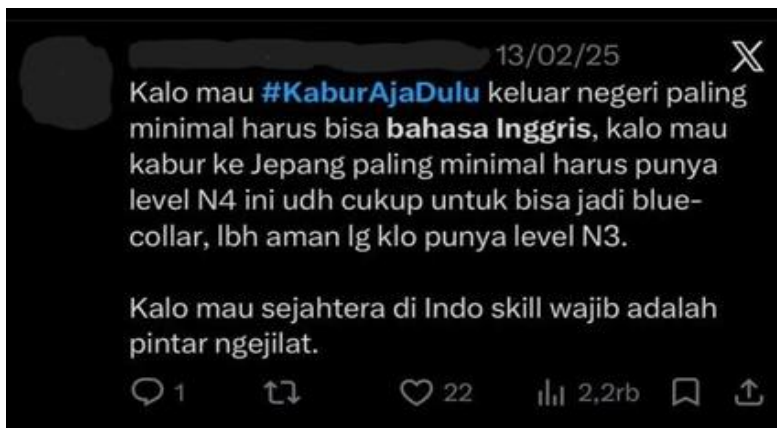 13/02/25
Kalo mau #KaburAjaDulu keluar negeri paling
minimal harus bisa bahasa Inggris, kalo mau
kabur ke Jepang paling minimal harus punya
level N4 ini udh cukup untuk bisa jadi blue-
collar, lbh aman lg klo punya level N3.
Kalo mau sejahtera di Indo skill wajib adalah
pintar ngejilat.
1 22 2,2rb